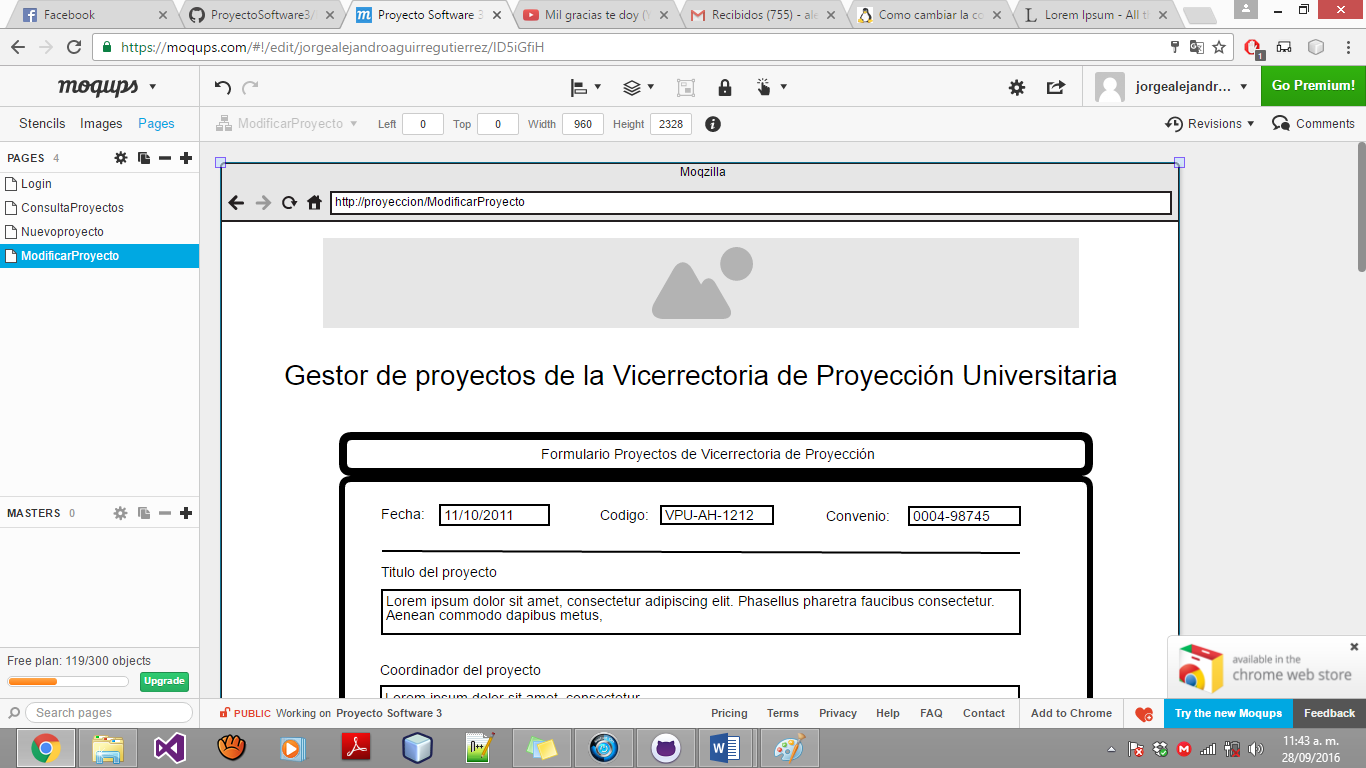 Facebook
ProyectoSoftware3/
Proyecto Software 3
Mil gracias te doy (
Recibidos (755) - ale
Como cambiar la co
Lorem Ipsum - All t
https://moqups.com/#!/edit/jorgealejandroaguirregutierrez/ID5iGfiH
1
moqups
jorgealejandr...
Go Premium!
Stencils Images Pages
ModificarProyecto
Left 0 Top 0 Width 960 Height 2328
Revisions
Comments
PAGES 4
Login
ConsultaProyectos
Nuevoproyecto
ModificarProyecto
MASTERS 0
Free plan: 119/300 objects
Upgrade
Search pages
Moqzilla
http://proyeccion/ModificarProyecto
Gestor de proyectos de la Vicerrectoria de Proyección Universitaria
Formulario Proyectos de Vicerrectoria de Proyección
Fecha: 11/10/2011 Codigo: VPU-AH-1212 Convenio: 0004-98745
Titulo del proyecto
Lorem ipsum dolor sit amet, consectetur adipiscing elit. Phasellus pharetra faucibus consectetur.
Aenean commodo dapibus metus,
Coordinador del proyecto
Lorem ipsum dolor sit amet, consectetur
available in the
chrome web store
PUBLIC Working on Proyecto Software 3
Pricing Terms Privacy Help FAQ Contact Add to Chrome
Try the new Moqups
Feedback
11:43 a. m.
28/09/2016